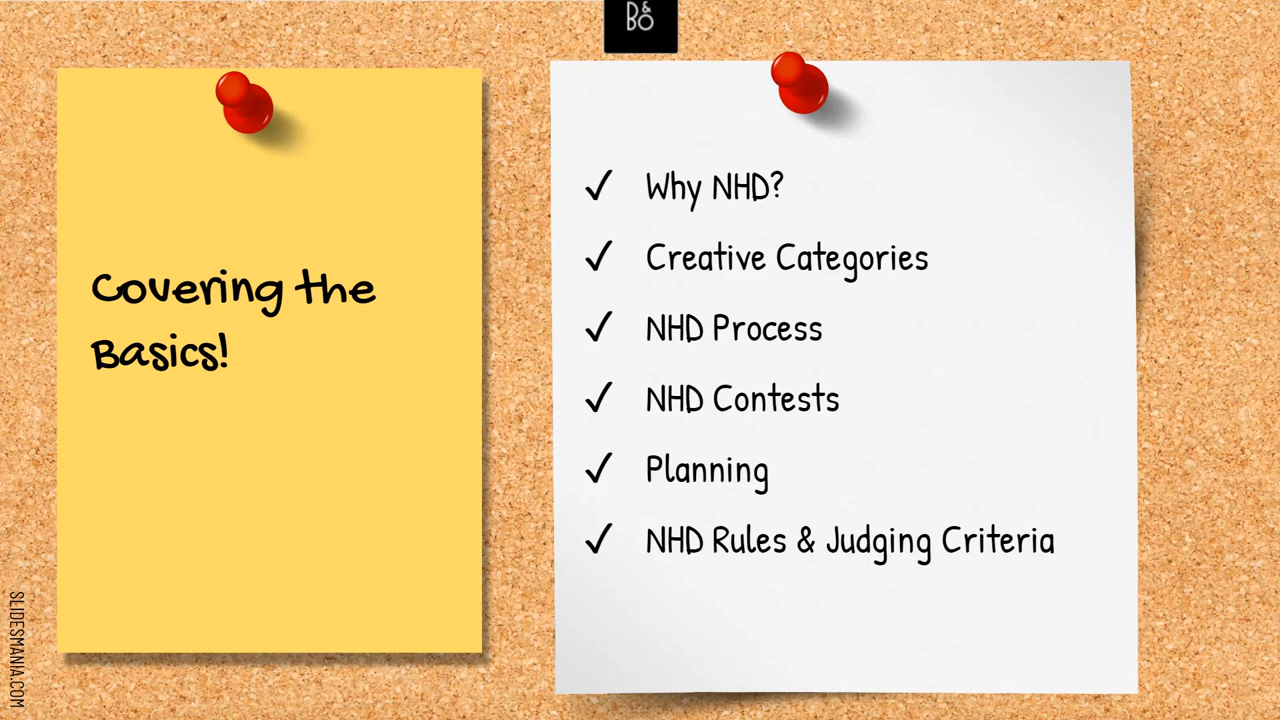 B&O
Covering the
Basics!
✓ Why NHD?
✓ Creative Categories
✓ NHD Process
✓ NHD Contests
✓ Planning
✓ NHD Rules & Judging Criteria
SLIDESMANIA.COM